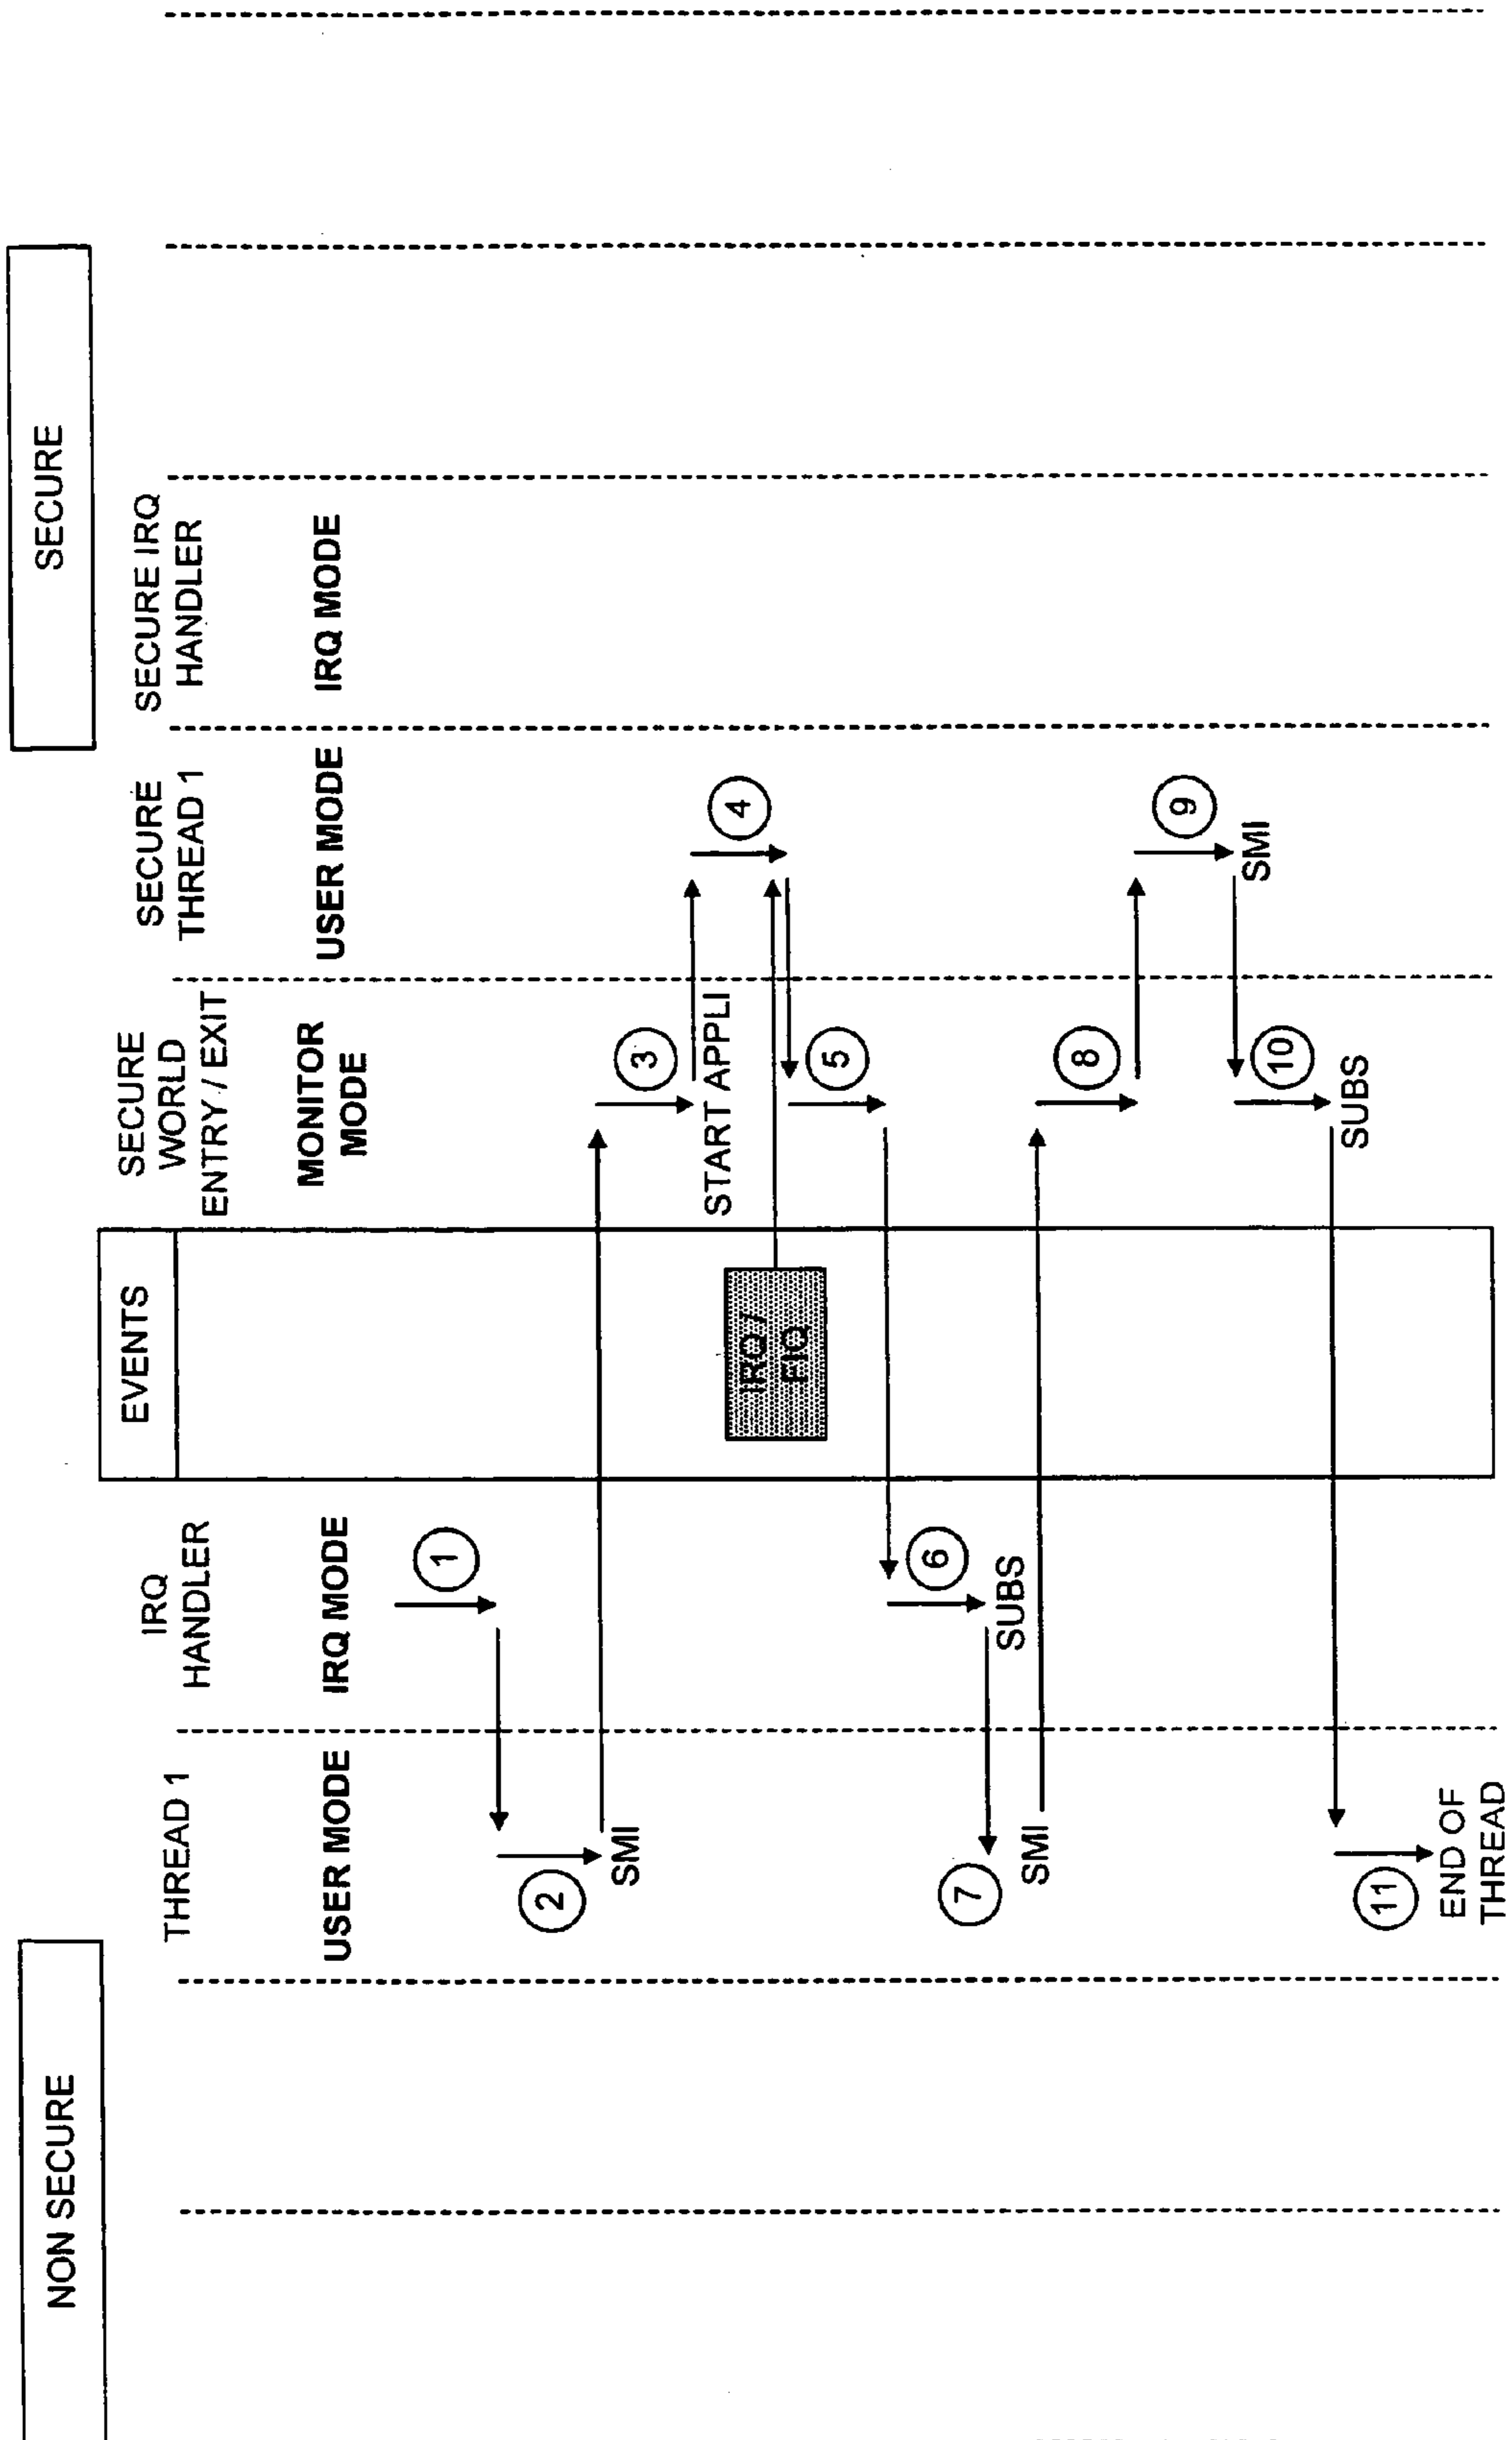 NON SECURE
SECURE
THREAD 1
IRQ
HANDLER
EVENTS
SECURE
WORLD
ENTRY / EXIT
SECURE
THREAD 1
SECURE IRQ
HANDLER
USER MODE
IRQ MODE
MONITOR
MODE
USER MODE
IRQ MODE
1
2
SMI
3
START APPLI
4
IRQ /
FIQ
5
6
SUBS
7
SMI
8
9
SMI
10
SUBS
11
END OF
THREAD